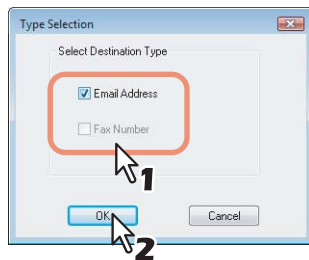 Type Selection
Select Destination Type
Email Address
Fax Number
1
OK
Cancel
2